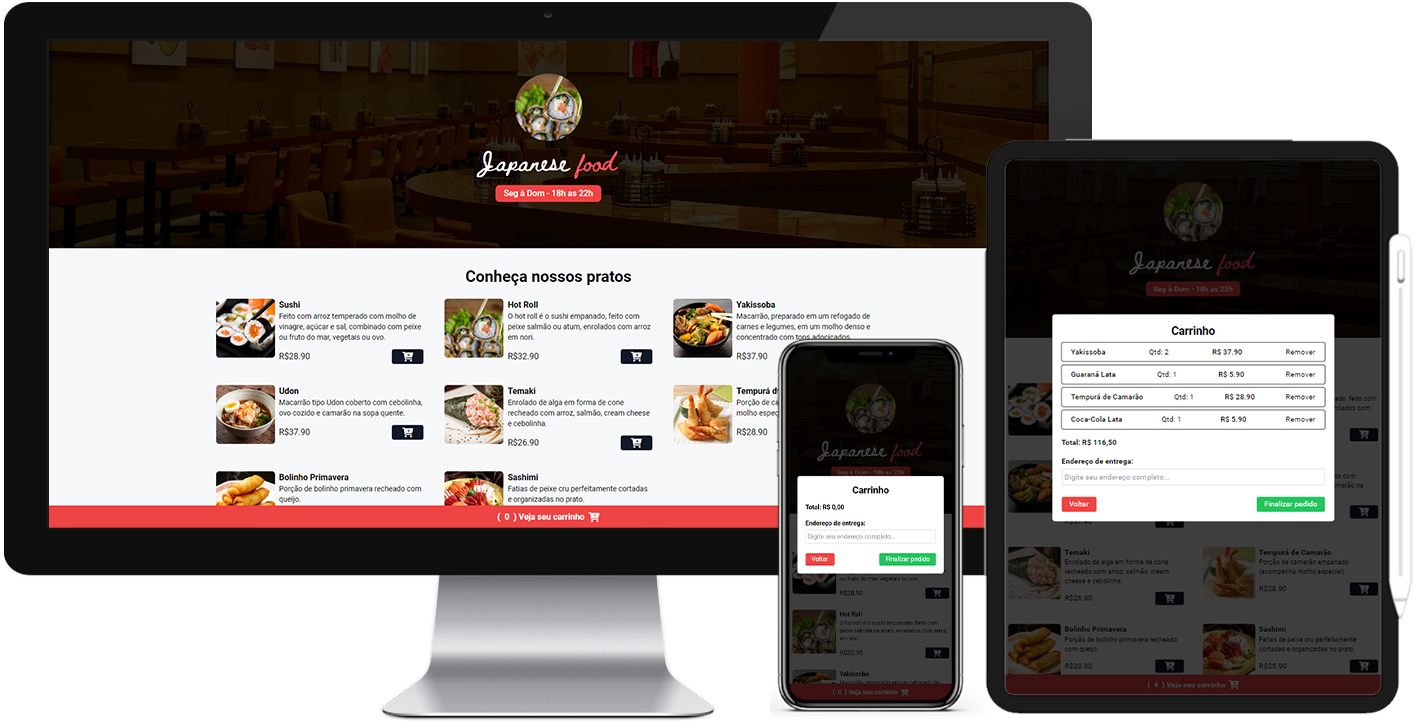 Japanese food
Seg à Dom - 18h as 22h
Conheça nossos pratos
Sushi
Feito com arroz temperado com molho de
vinagre, açúcar e sal, combinado com peixe
ou fruto do mar, vegetais ou ovo.
R$28.90
Hot Roll
O hot roll é o sushi empanado, feito com
peixe salmão ou atum, enrolados com arroz
em nori.
R$32.90
Yakissoba
Macarrão, preparado em um refogado de
carnes e legumes, em um molho denso e
concentrado com tons adocicados.
R$37.90
Udon
Macarrão tipo Udon coberto com cebolinha,
ovo cozido e camarão na sopa quente.
R$37.90
Temaki
Enrolado de alga em forma de cone
recheado com arroz, salmão, cream cheese
e cebolinha.
R$26.90
Tempurá
Porção de
molho
R$28.90
Bolinho Primavera
Porção de bolinho primavera recheado com
queijo.
Sashimi
Fatias de peixe cru perfeitamente cortadas
e organizadas no prato.
( 0 ) Veja seu carrinho
Japanese food
Seg à Dom - 18h as 22h
Carrinho
Total: R$ 0,00
Endereço de entrega:
Digite seu endereço completo...
Voltar
Finalizar pedido
ou fruto do mar, vegetais ou ovo.
R$28.90
Hot Roll
O hot roll é o sushi empanado, feito com
peixe salmão ou atum, enrolados com arroz
em nori.
R$32.90
Yakissoba
Macarrão, preparado em um refogado de
( 0 ) Veja seu carrinho
Japanese food
Seg à Dom - 18h as 22h
Carrinho
Yakissoba Qtd: 2 R$ 37.90 Remover
Guaraná Lata Qtd: 1 R$ 5.90 Remover
Tempurá de Camarão Qtd: 1 R$ 28.90 Remover
Coca-Cola Lata Qtd: 1 R$ 5.90 Remover
Total: R$ 116,50
Endereço de entrega:
Digite seu endereço completo...
Voltar
Finalizar pedido
Temaki
Enrolado de alga em forma de cone
recheado com arroz, salmão, cream
cheese e cebolinha.
R$26.90
Tempurá de Camarão
Porção de camarão empanado
(acompanha molho especial)
R$28.90
Bolinho Primavera
Porção de bolinho primavera recheado
com queijo.
R$20.90
Sashimi
Fatias de peixe cru perfeitamente
cortadas e organizadas no prato.
R$25.90
( 4 ) Veja seu carrinho